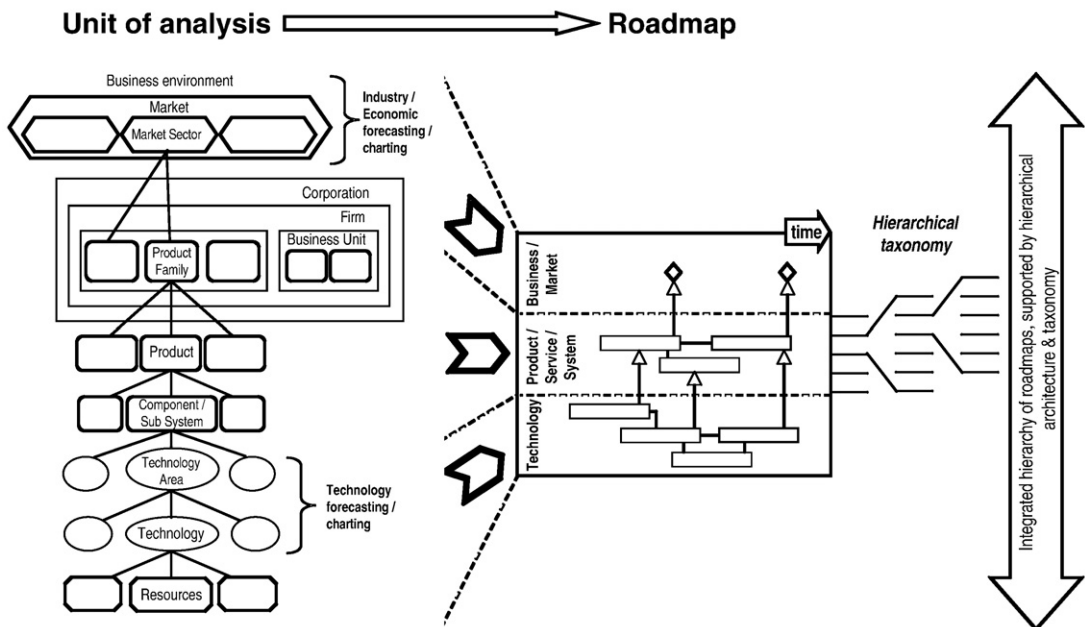 Unit of analysis
Roadmap
Business environment
Market
Market Sector
Industry /
Economic
forecasting /
charting
Corporation
Firm
Business Unit
Product
Family
Product
Component /
Sub System
Technology
Area
Technology
Technology
forecasting /
charting
Resources
time
Business /
Market
Product /
Service /
System
Technology
Hierarchical
taxonomy
Integrated hierarchy of roadmaps, supported by hierarchical
architecture & taxonomy